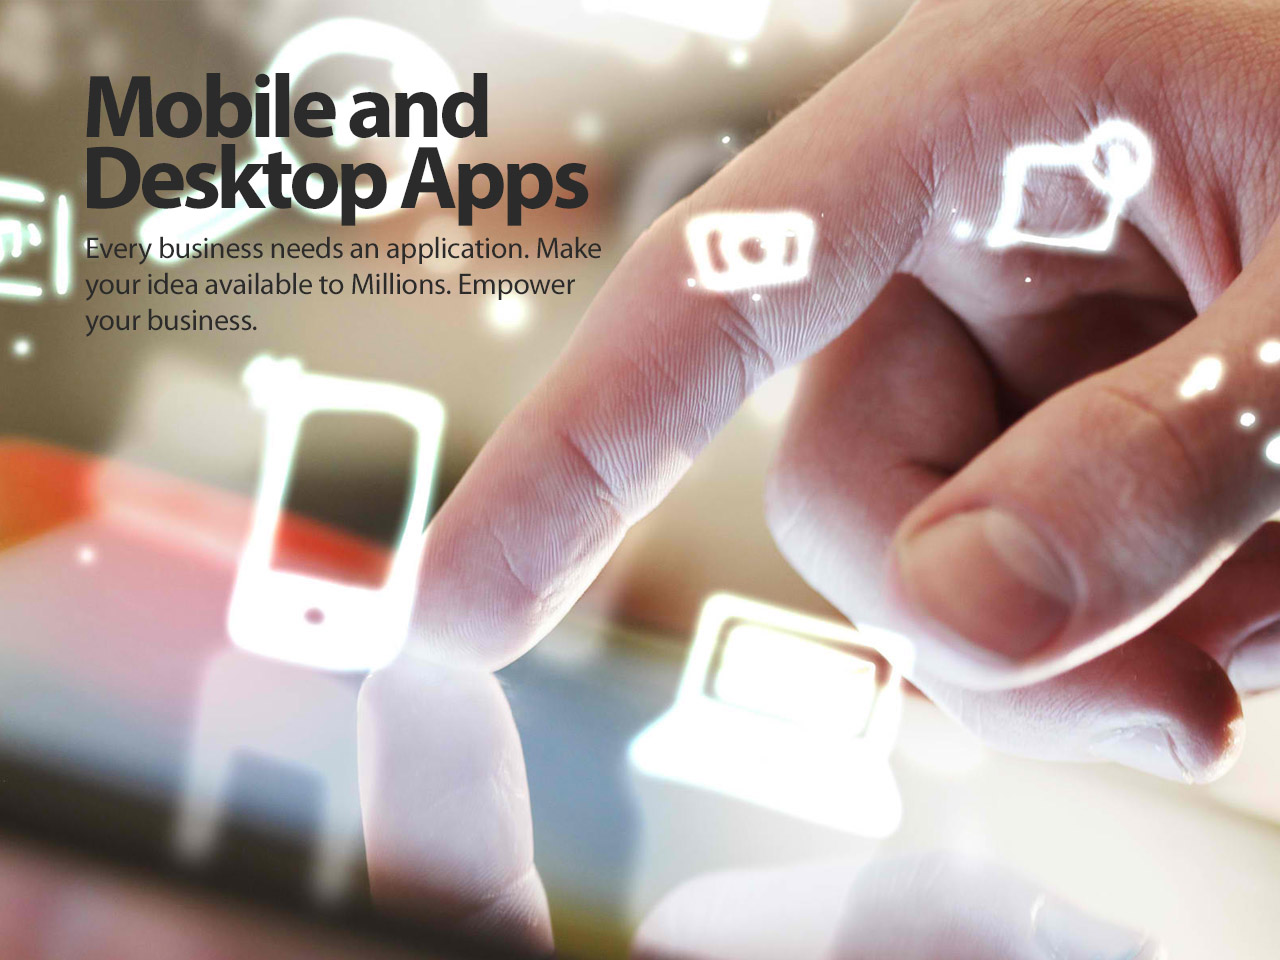 Mobile and
Desktop Apps
Every business needs an application. Make
your idea available to Millions. Empower
your business.